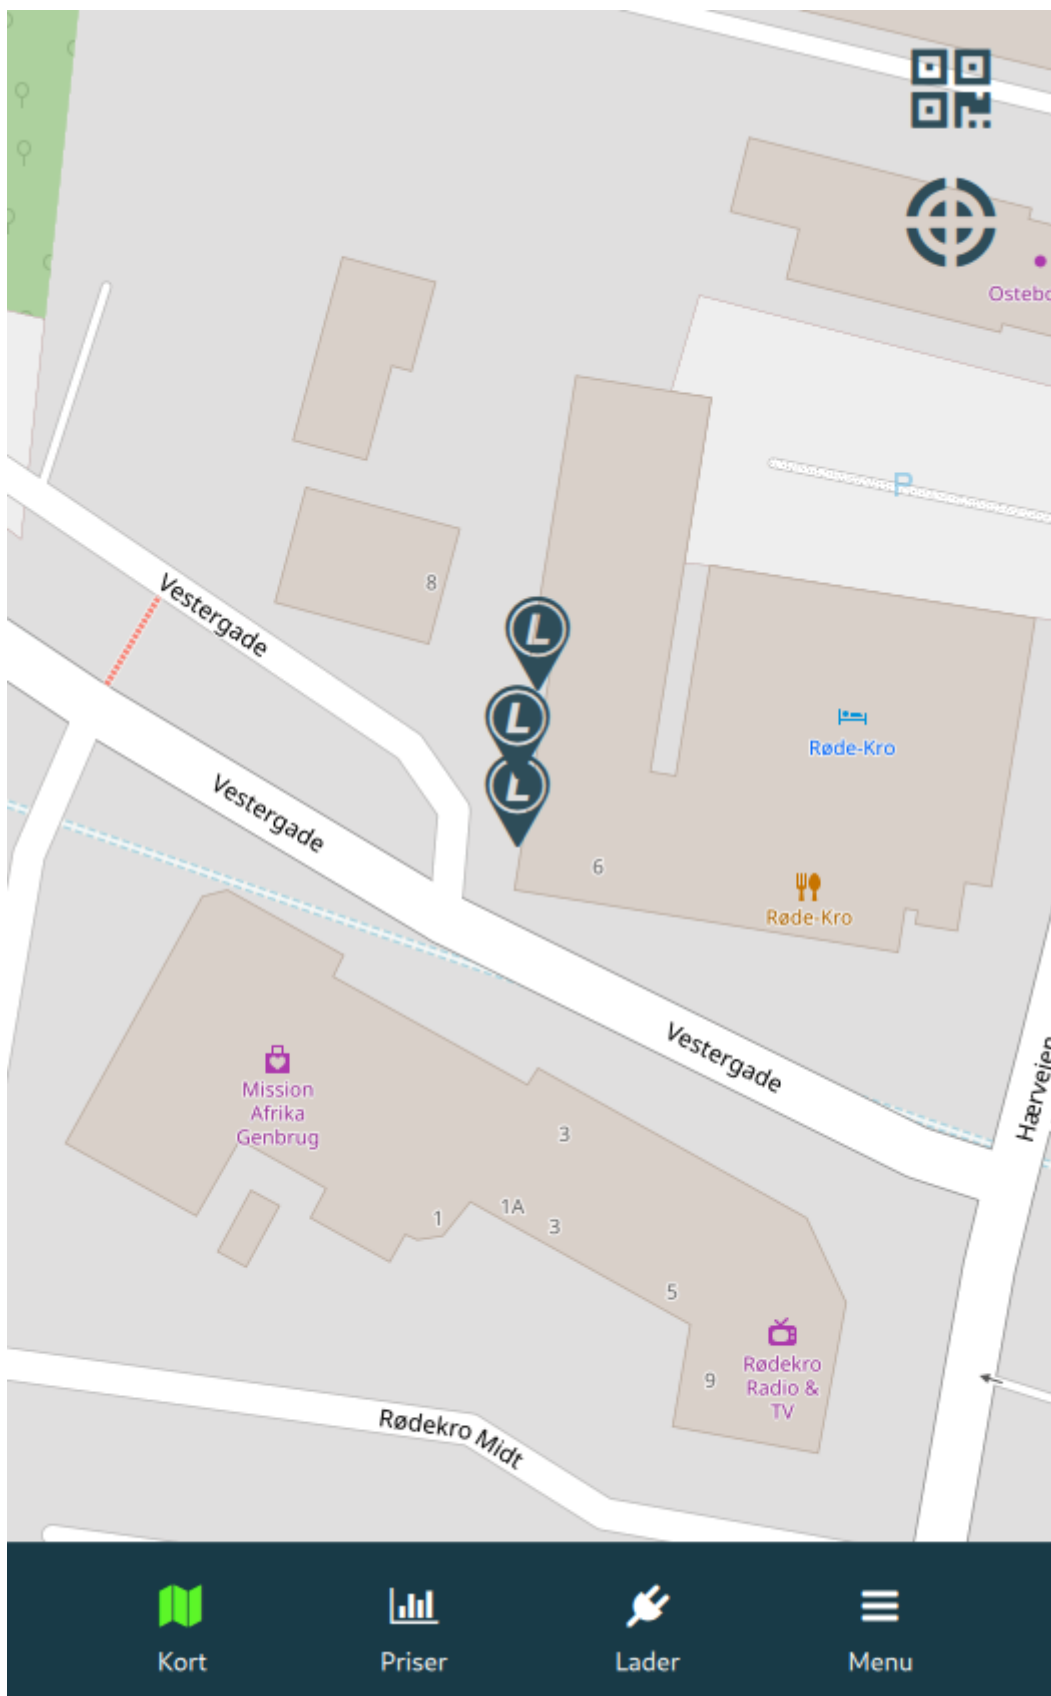 P
8
Vestergade
L
L
L
Røde-Kro
Vestergade
6
Røde-Kro
Vestergade
Hærvejen
Mission
Afrika
Genbrug
3
1A
1
3
5
9
Rødekro
Radio &
TV
Rødekro Midt
Kort
Priser
Lader
Menu